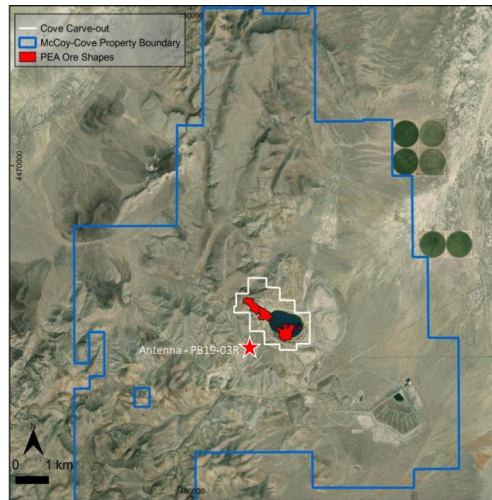 Cove Carve-out
McCoy-Cove Property Boundary
PEA Ore Shapes
4470000
Antenna - PB19-03R
N
0 1 km